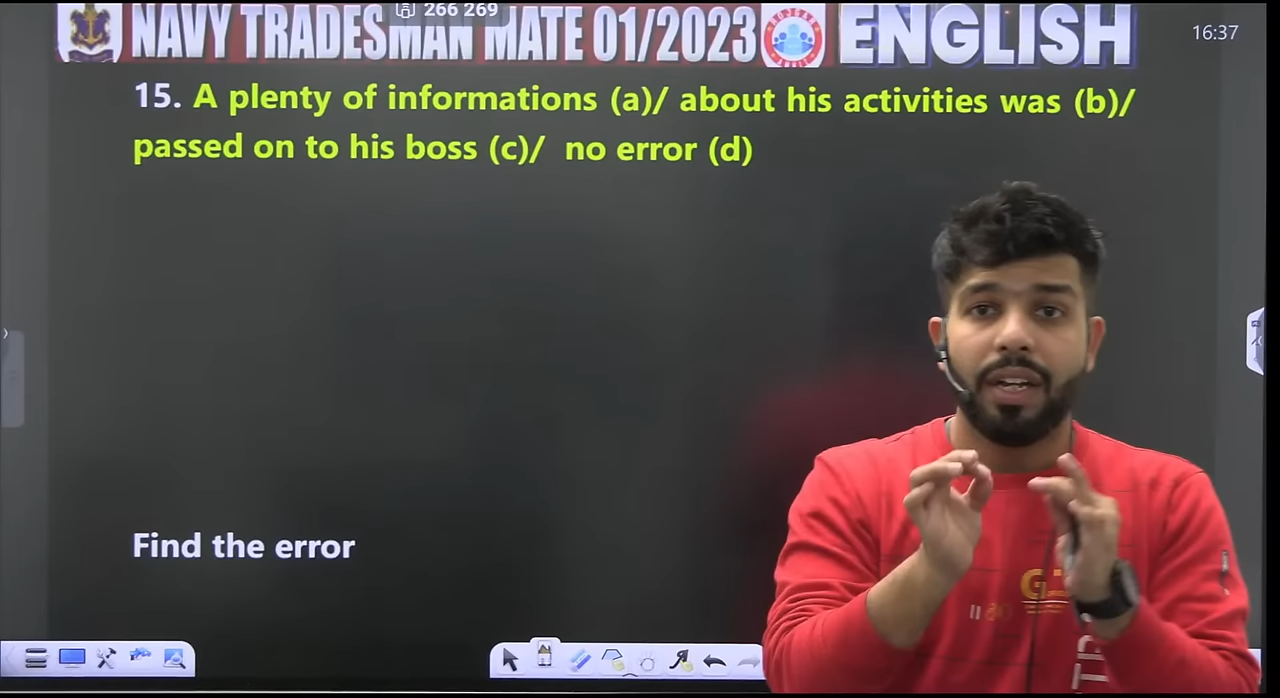 266 269
NAVY TRADESMAN MATE 01/2023 ENGLISH
16:37
15. A plenty of informations (a)/ about his activities was (b)/
passed on to his boss (c)/ no error (d)
Find the error